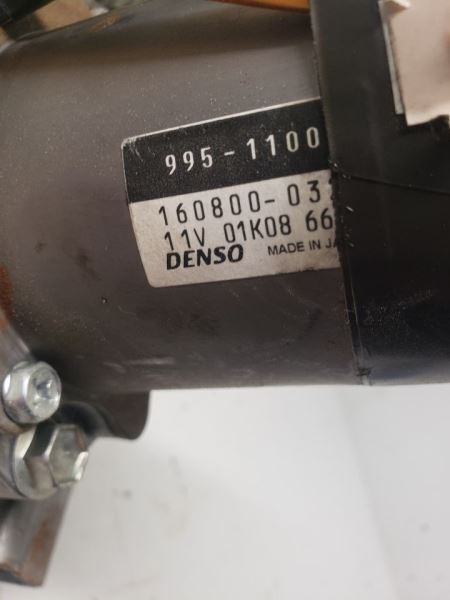 995-1100
160800-03
11V 01K08 66
DENSO MADE IN JA